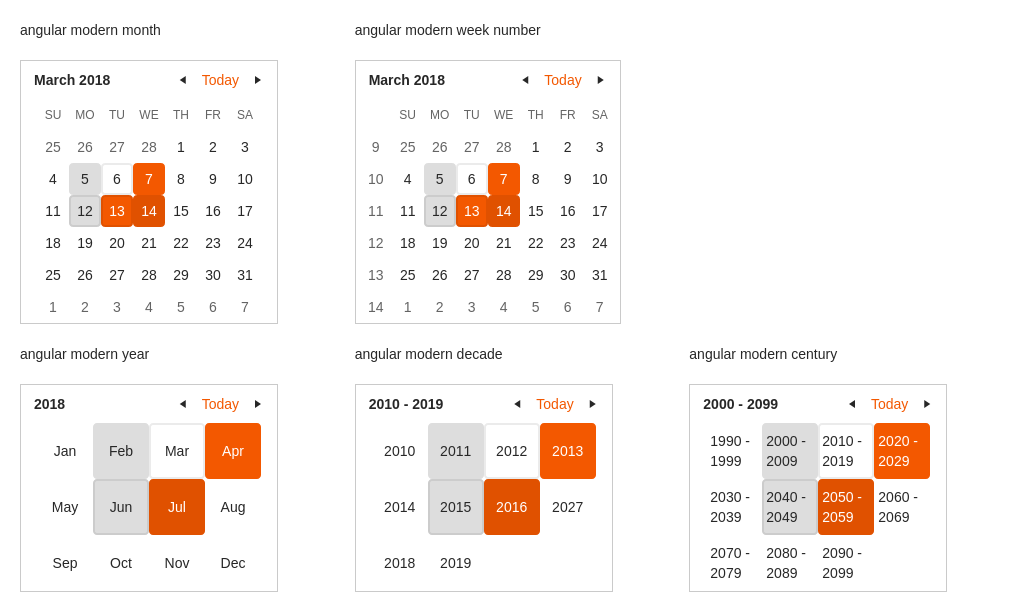 angular modern month
March 2018 Today
SU MO TU WE TH FR SA
25 26 27 28 1 2 3
4 5 6 7 8 9 10
11 12 13 14 15 16 17
18 19 20 21 22 23 24
25 26 27 28 29 30 31
1 2 3 4 5 6 7
angular modern week number
March 2018 Today
SU MO TU WE TH FR SA
9 25 26 27 28 1 2 3
10 4 5 6 7 8 9 10
11 11 12 13 14 15 16 17
12 18 19 20 21 22 23 24
13 25 26 27 28 29 30 31
14 1 2 3 4 5 6 7
angular modern year
2018 Today
Jan Feb Mar Apr
May Jun Jul Aug
Sep Oct Nov Dec
angular modern decade
2010 - 2019 Today
2010 2011 2012 2013
2014 2015 2016 2027
2018 2019
angular modern century
2000 - 2099 Today
1990 - 2000 - 2010 - 2020 -
1999 2009 2019 2029
2030 - 2040 - 2050 - 2060 -
2039 2049 2059 2069
2070 - 2080 - 2090 -
2079 2089 2099